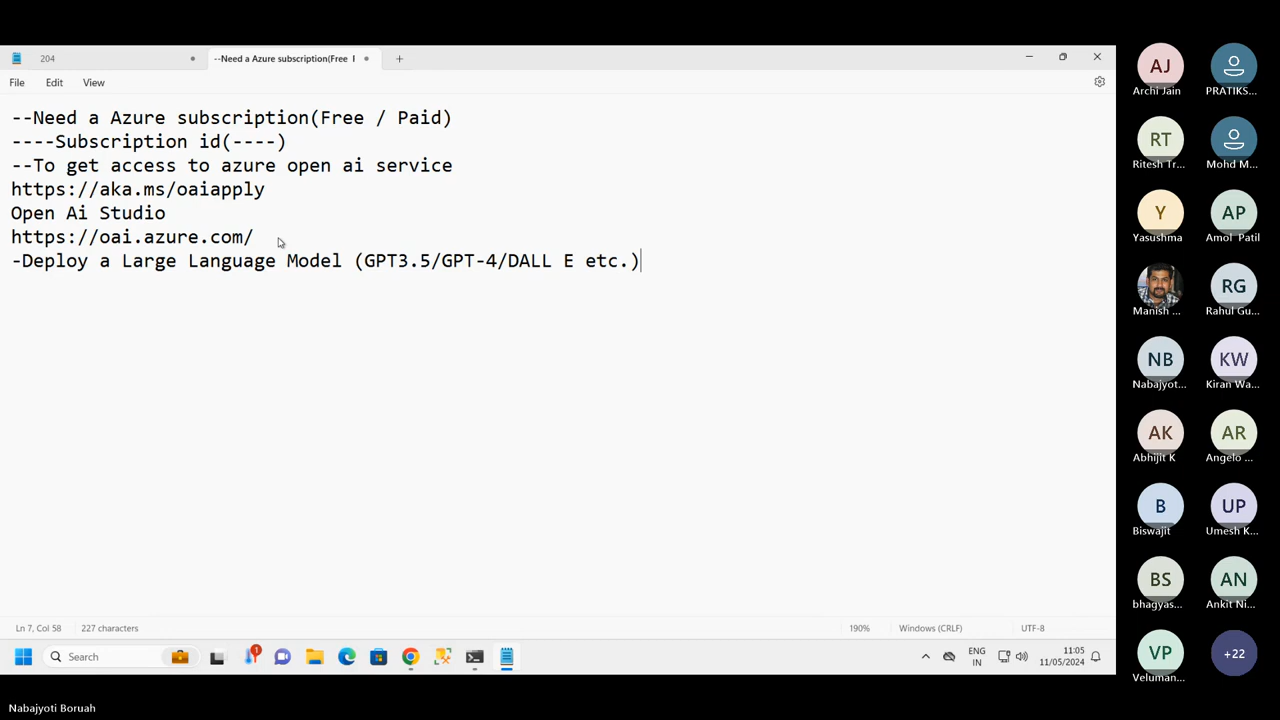 204
--Need a Azure subscription(Free I
File Edit View
--Need a Azure subscription(Free / Paid)
----Subscription id(----)
--To get access to azure open ai service
https://aka.ms/oaiapply
Open Ai Studio
https://oai.azure.com/
-Deploy a Large Language Model (GPT3.5/GPT-4/DALL E etc.)
Ln 7, Col 58 227 characters 190% Windows (CRLF) UTF-8
Search
1
ENG
IN
11:05
11/05/2024
AJ
Archi Jain
PRATIKS...
RT
Ritesh Tr...
Mohd M...
Y
Yasushma
AP
Amol Patil
Manish ...
RG
Rahul Gu...
NB
Nabajyot...
KW
Kiran Wa...
AK
Abhijit K
AR
Angelo ...
B
Biswajit
UP
Umesh K...
BS
bhagyas...
AN
Ankit Ni...
VP
Veluman...
+22
Nabajyoti Boruah